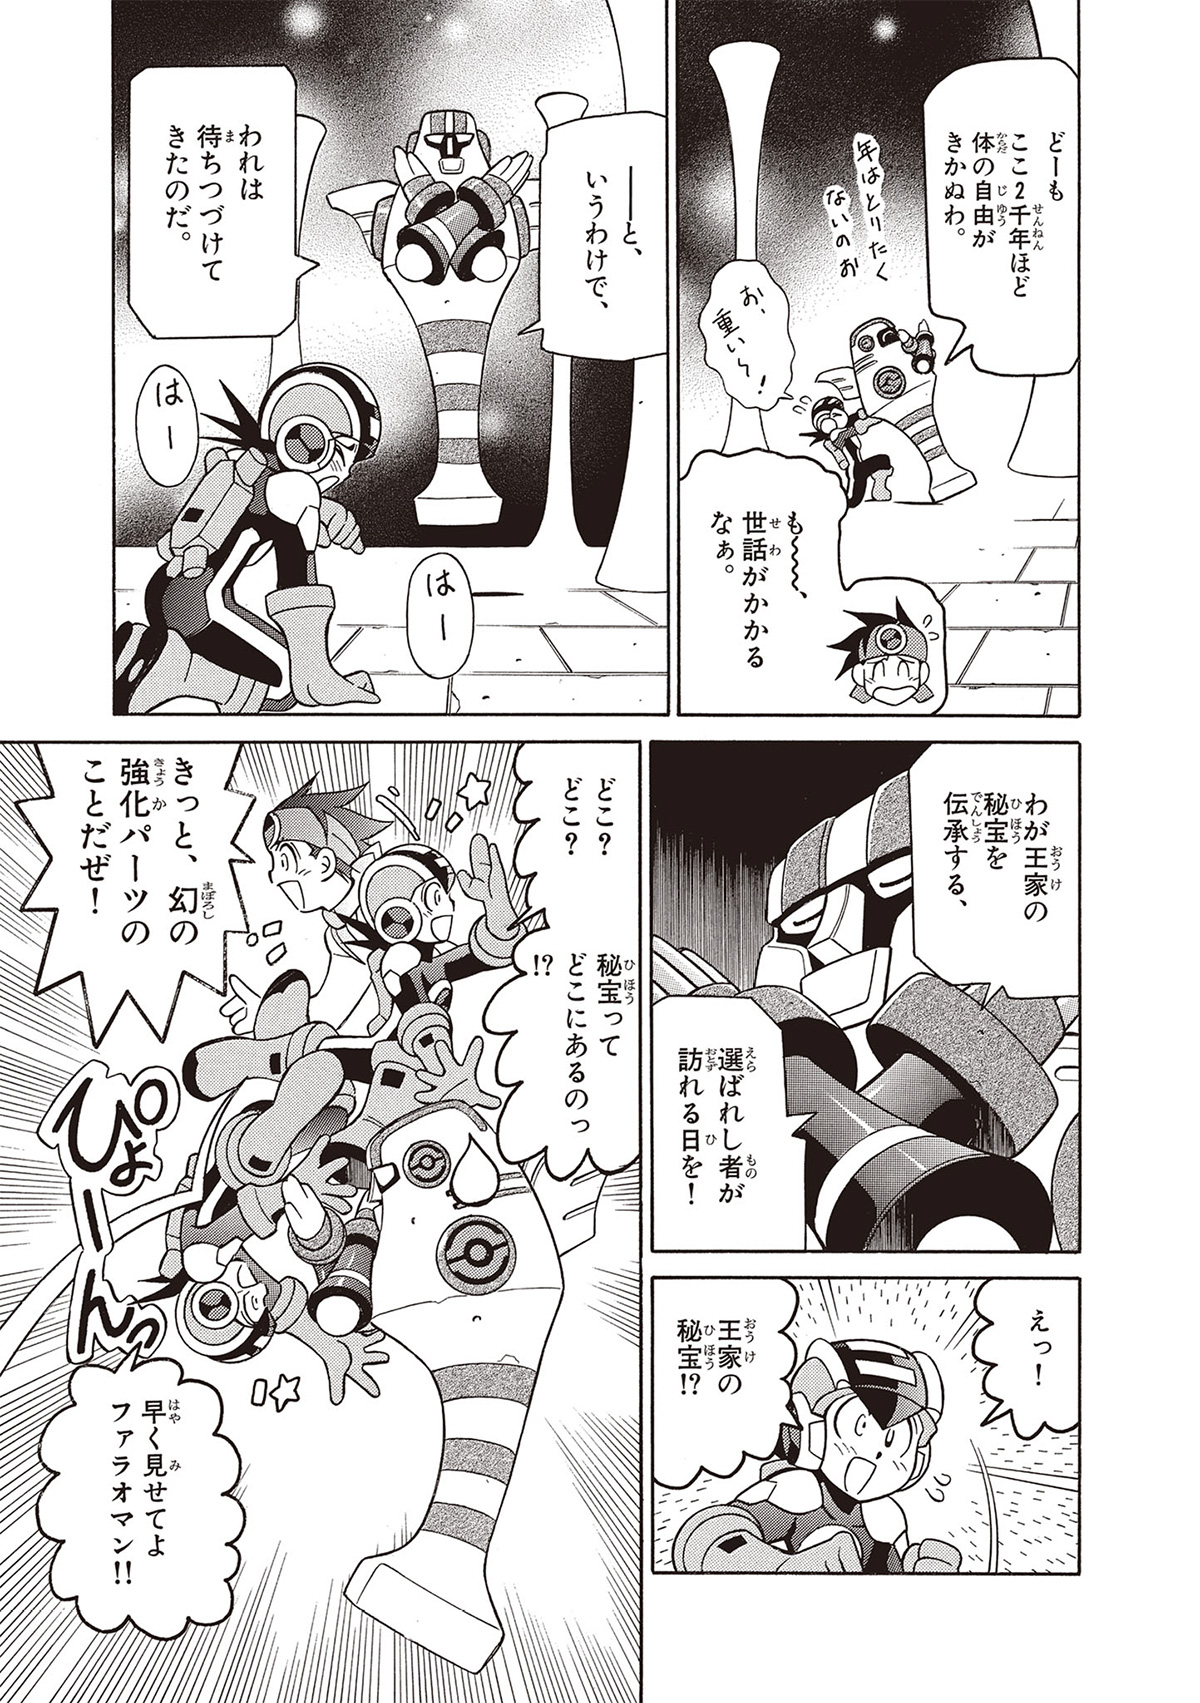 どーも
ここ2千年ほど
体の自由が
きかぬわ。
年はとりたく
ないのお
お、
重い〜!
も〜〜、
世話がかかる
なぁ。
──と、
いうわけで、
われは
待ちつづけて
きたのだ。
はー
はー
わが王家の
秘宝を
伝承する、
選ばれし者が
訪れる日を!
えっ!
王家の
秘宝!?
どこ?
どこ?
秘宝って
どこにあるのっ
!?
きっと、幻の
強化パーツの
ことだぜ!
ぴょーんっ
早く見せてよ
ファラオマン!!